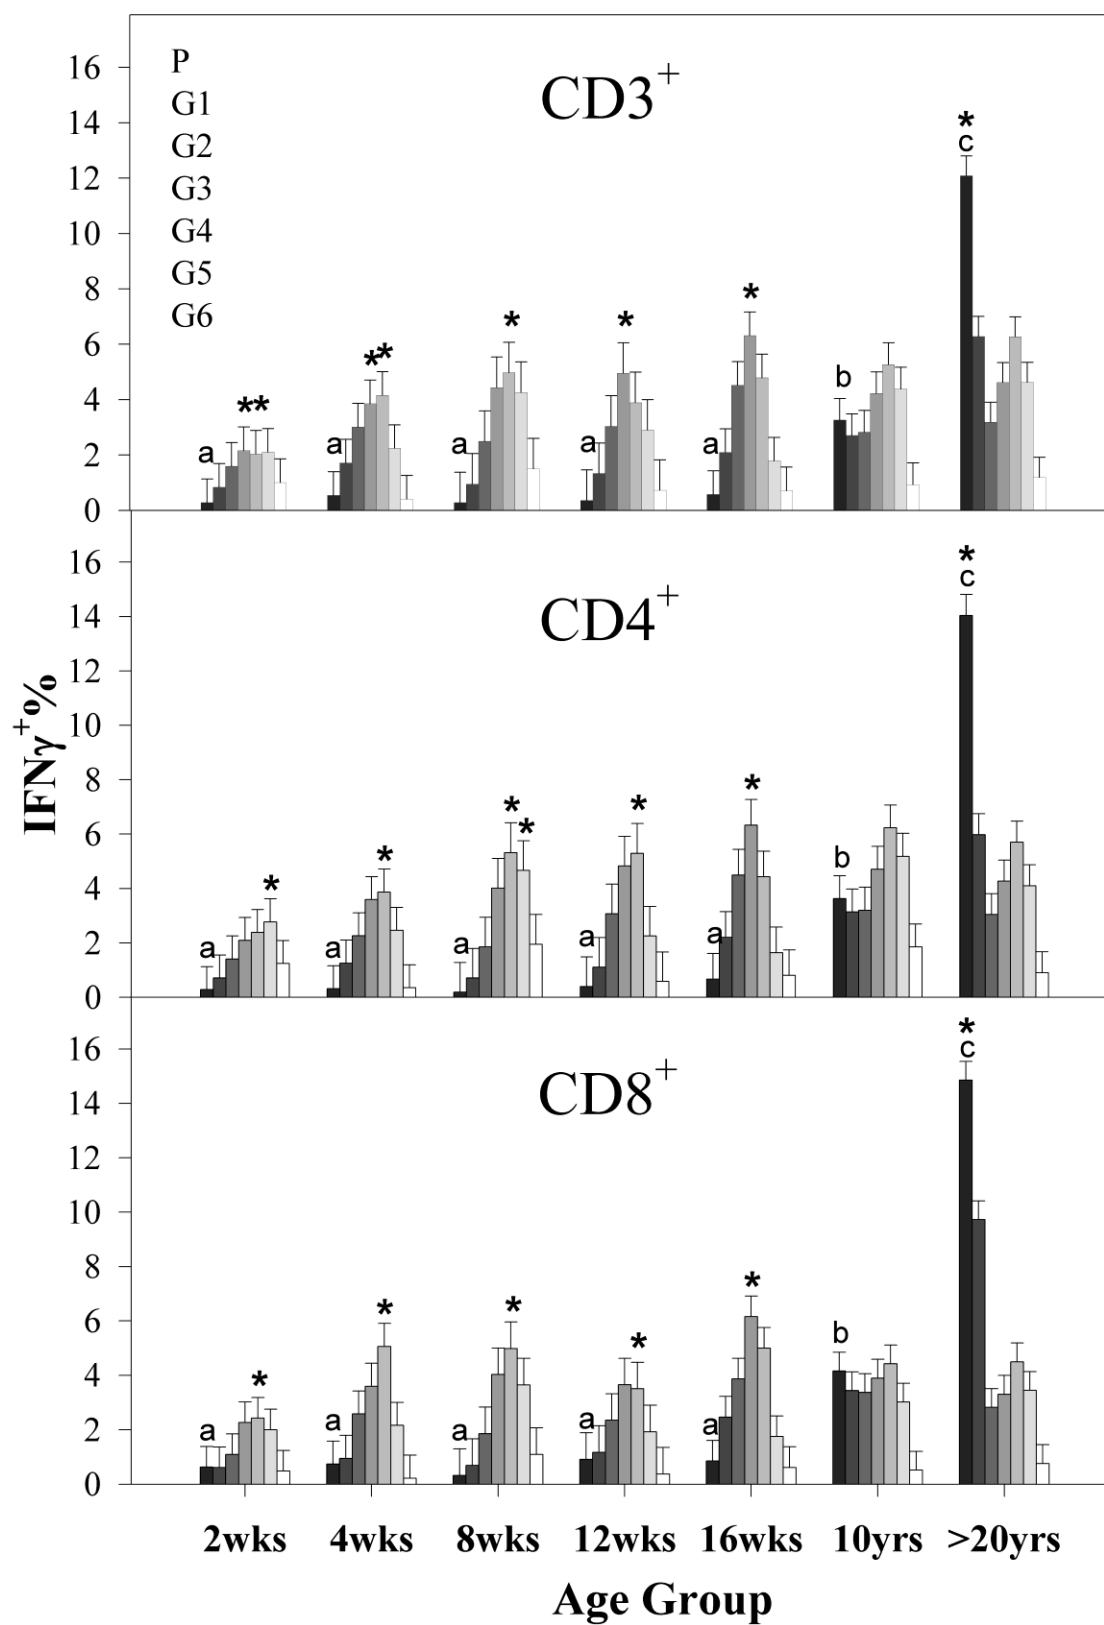 P
G1
G2
G3
G4
G5
G6
CD3⁺
16
14
12
10
8
6
4
2
0
a
**
a
**
a
*
a
*
a
*
b
*
c
CD4⁺
16
14
12
10
8
6
4
2
0
a
*
a
*
a
*
*
a
*
a
*
b
*
c
CD8⁺
16
14
12
10
8
6
4
2
0
a
*
a
*
a
*
a
*
a
*
b
*
c
IFNγ⁺%
2wks 4wks 8wks 12wks 16wks 10yrs >20yrs
Age Group